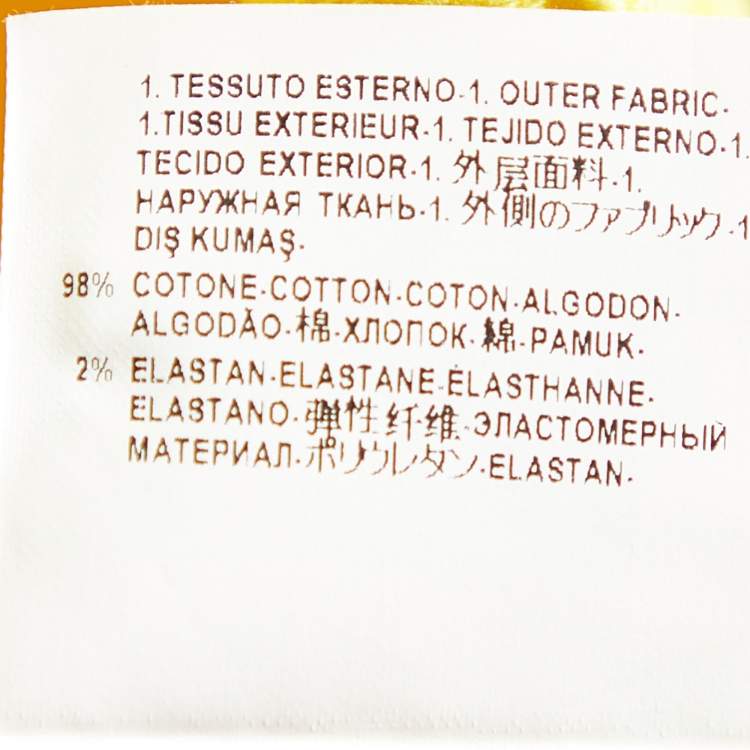 1. TESSUTO ESTERNO-1. OUTER FABRIC-
1.TISSU EXTERIEUR-1. TEJIDO EXTERNO-1.
TECIDO EXTERIOR-1. 外层面料-1.
НАРУЖНАЯ ТКАНЬ-1. 外側のファブリック-1
DIŞ KUMAŞ-
98% COTONE-COTTON-COTON-ALGODON-
ALGODÃO-棉-ХЛОПОК-綿-PAMUK-
2% ELASTAN-ELASTANE-ÉLASTHANNE-
ELASTANO-弹性纤维-ЭЛАСТОМЕРНЫЙ
МАТЕРИАЛ-ポリウレタン-ELASTAN-